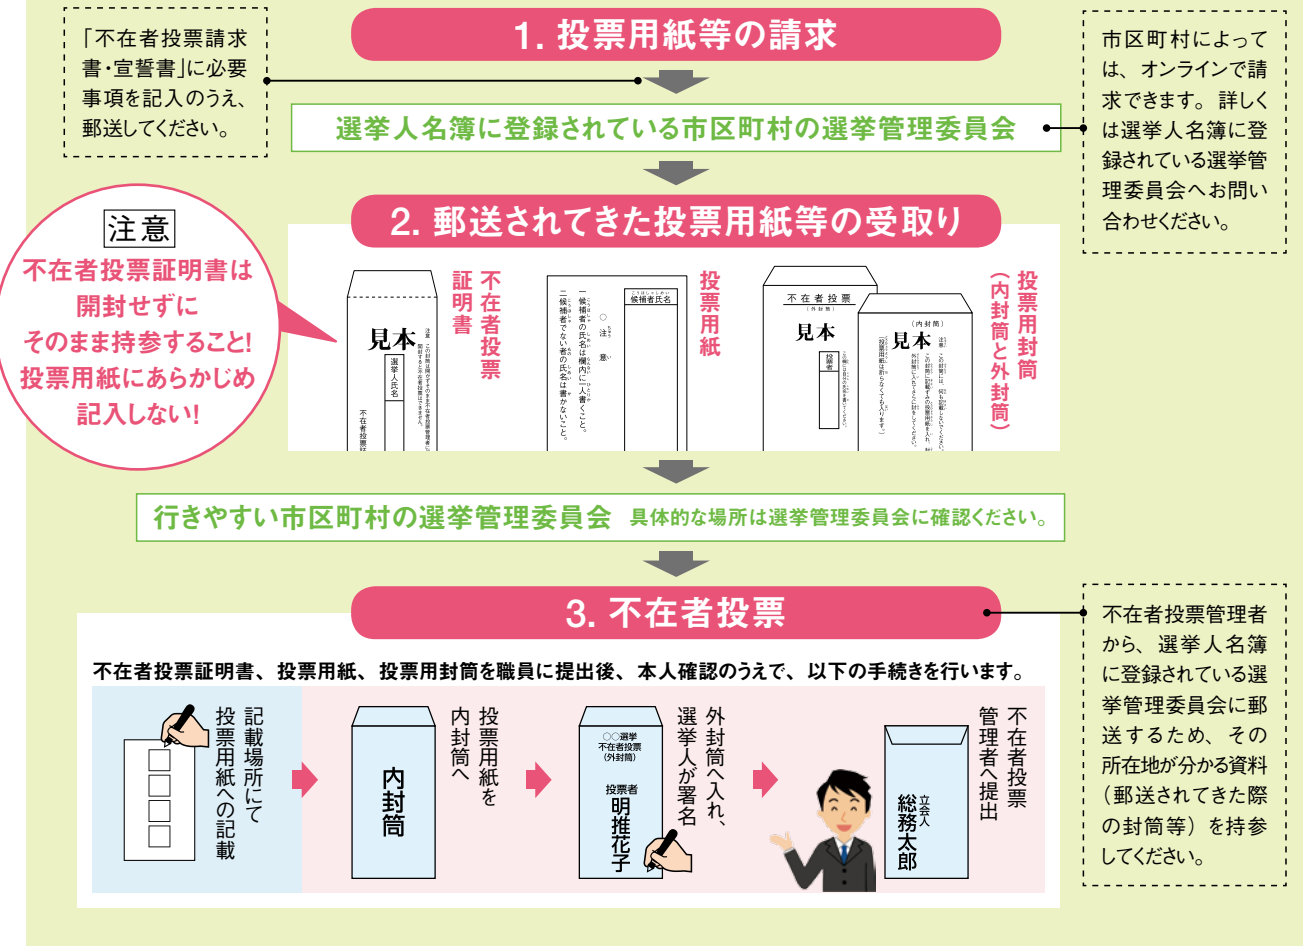 1. 投票用紙等の請求
「不在者投票請求
書・宣誓書」に必要
事項を記入のうえ、
郵送してください。
市区町村によって
は、オンラインで請
求できます。詳しく
は選挙人名簿に登
録されている選挙管
理委員会へお問い
合わせください。
選挙人名簿に登録されている市区町村の選挙管理委員会
2. 郵送されてきた投票用紙等の受取り
注意
不在者投票証明書は
開封せずに
そのまま持参すること!
投票用紙にあらかじめ
記入しない!
不在者投票
証明書
見本
選挙人氏名
投票用紙
候補者氏名
こうほしゃしめい
○注意
一候補者の氏名は欄内に一人書くこと。
二候補者でない者の氏名は書かないこと。
投票用封筒
(内封筒と外封筒)
不在者投票
(外封筒)
見本
投票者
(内封筒)
見本
行きやすい市区町村の選挙管理委員会 具体的な場所は選挙管理委員会に確認ください。
3. 不在者投票
不在者投票管理者
から、選挙人名簿
に登録されている選
挙管理委員会に郵
送するため、その
所在地が分かる資料
(郵送されてきた際
の封筒等)を持参
してください。
不在者投票証明書、投票用紙、投票用封筒を職員に提出後、本人確認のうえで、以下の手続きを行います。
記載場所にて
投票用紙への記載
投票用紙を
内封筒へ
内封筒
外封筒へ入れ、
選挙人が署名
○○選挙
不在者投票
(外封筒)
投票者
明推花子
不在者投票
管理者へ提出
立会人
総務太郎